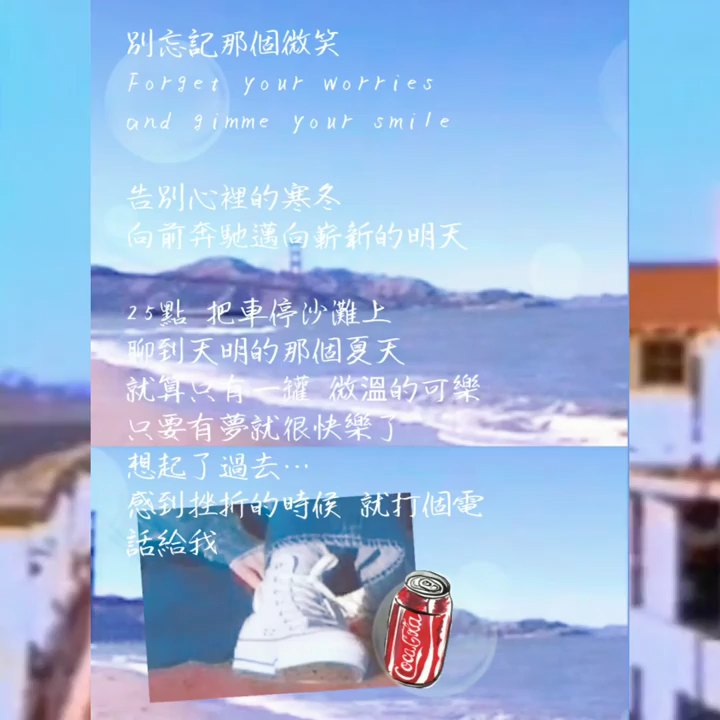 別忘記那個微笑
Forget your worries
and gimme your smile
告別心裡的寒冬
向前奔馳邁向嶄新的明天
25點 把車停沙灘上
聊到天明的那個夏天
就算只有一罐 微溫的可樂
只要有夢就很快樂了
想起了過去⋯
感到挫折的時候 就打個電
話給我
Coca Cola